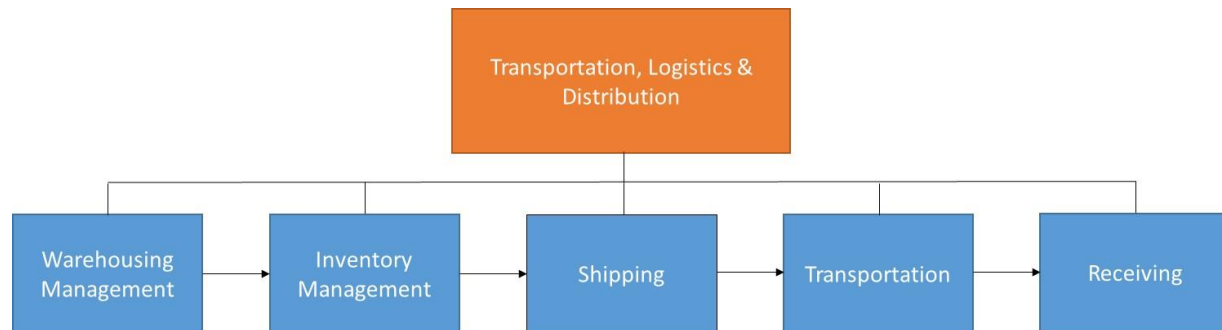 Transportation, Logistics &
Distribution
Warehousing
Management
Inventory
Management
Shipping
Transportation
Receiving